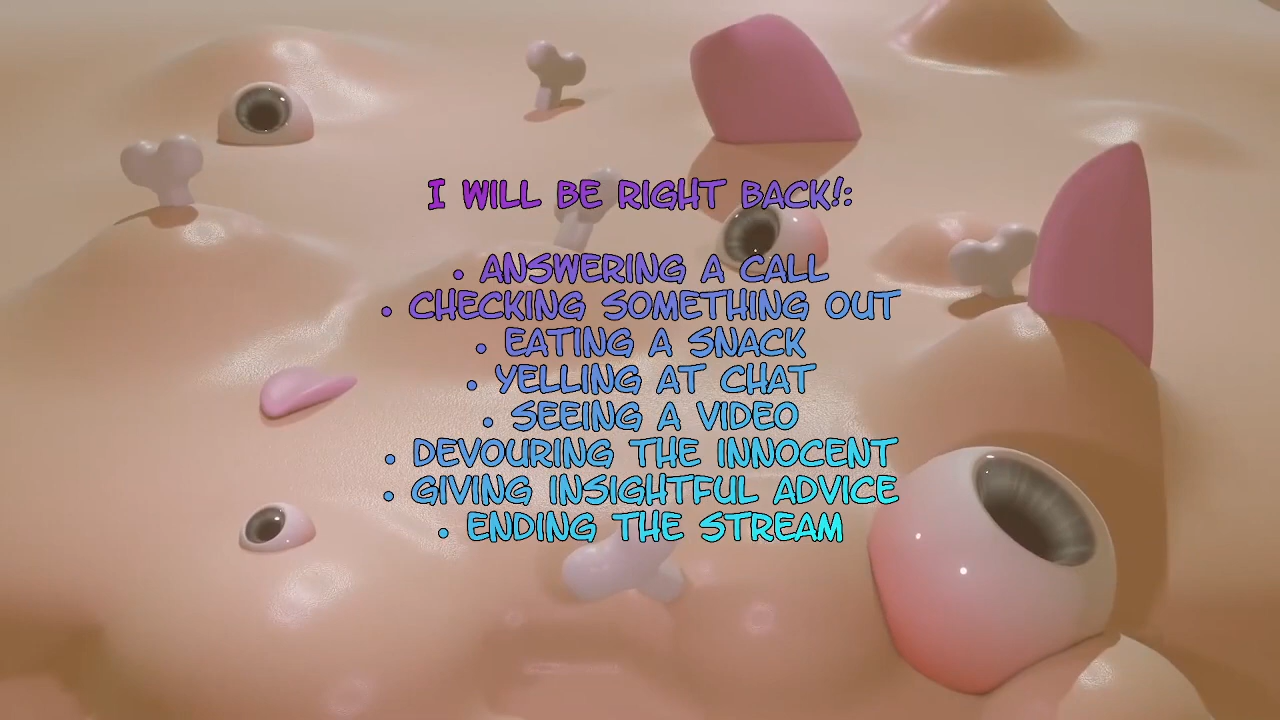 I WILL BE RIGHT BACK!:
• ANSWERING A CALL
• CHECKING SOMETHING OUT
• EATING A SNACK
• YELLING AT CHAT
• SEEING A VIDEO
• DEVOURING THE INNOCENT
• GIVING INSIGHTFUL ADVICE
• ENDING THE STREAM